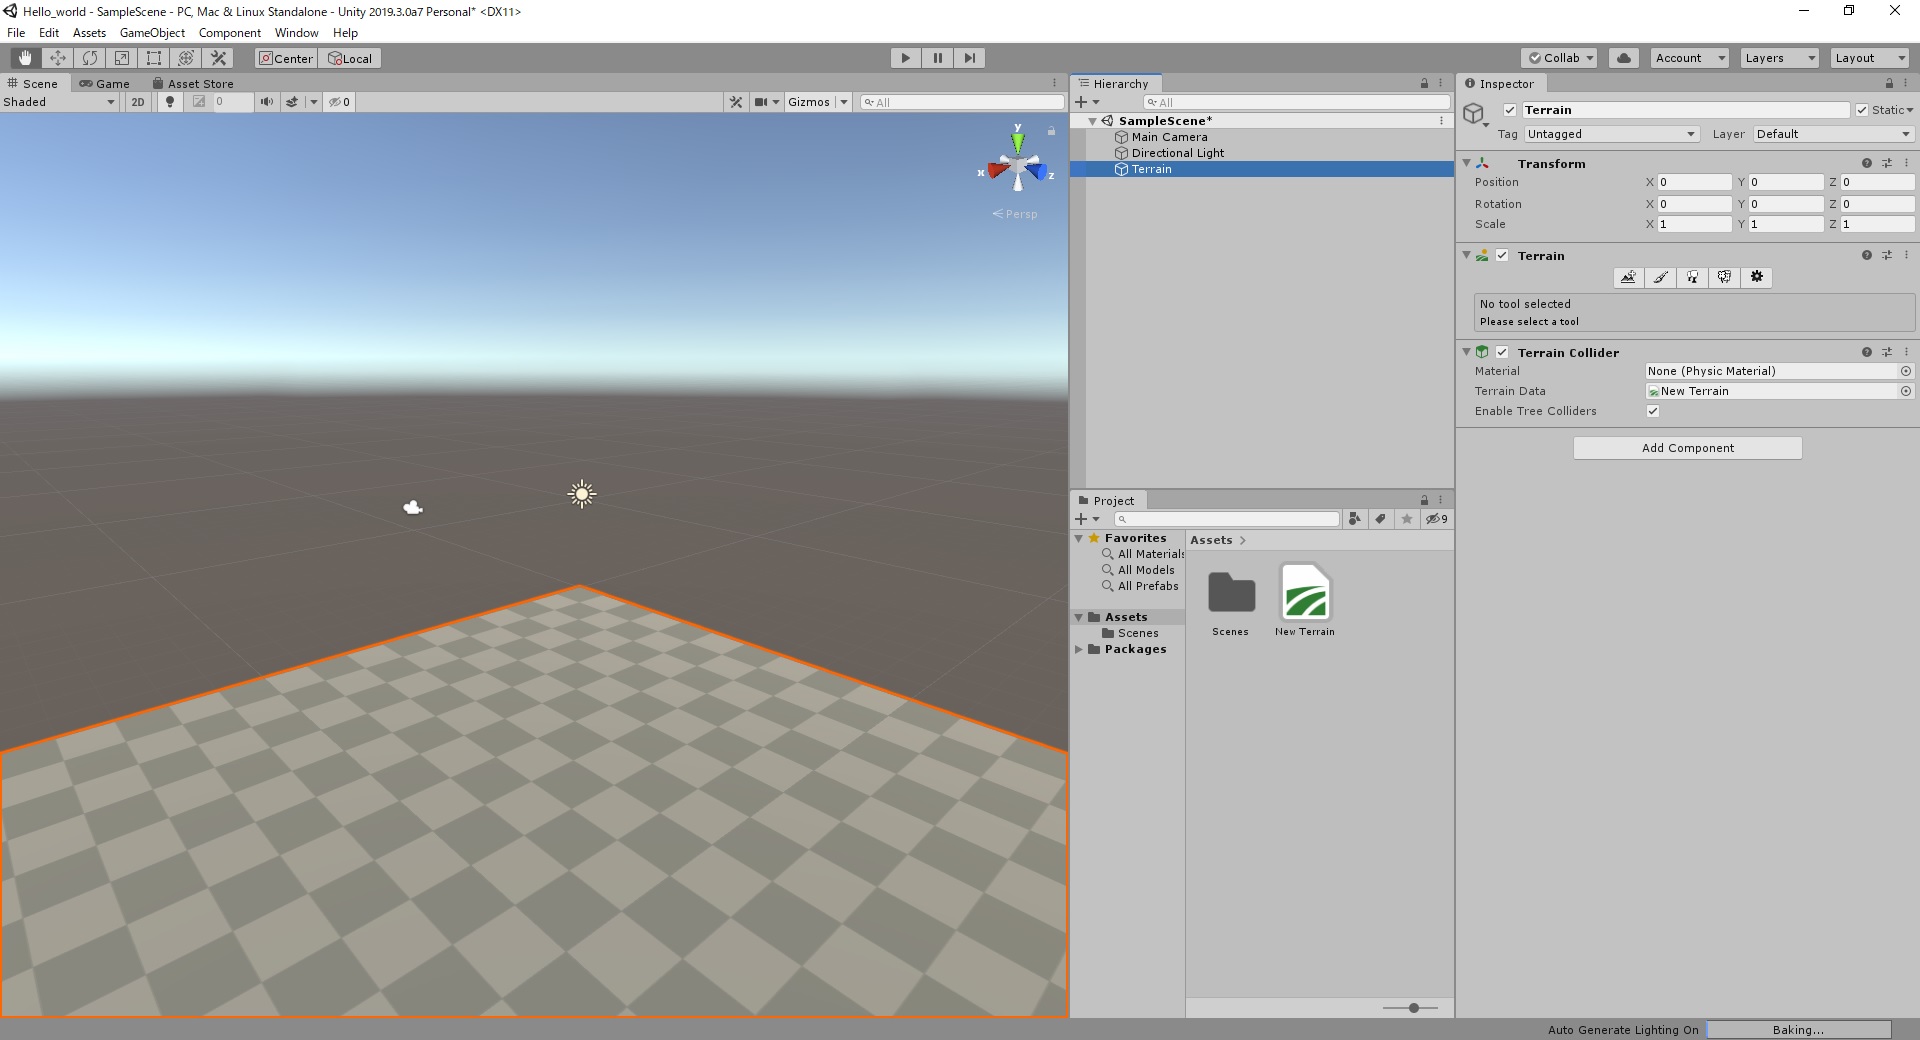 Hello_world - SampleScene - PC, Mac & Linux Standalone - Unity 2019.3.0a7 Personal* <DX11>
File Edit Assets GameObject Component Window Help
Center Local Collab Account Layers Layout
Scene Game Asset Store
Shaded 2D 0 0 Gizmos All
y
x
z
Persp
Hierarchy
All
SampleScene*
Main Camera
Directional Light
Terrain
Project
9
Favorites
All Materials
All Models
All Prefabs
Assets
Scenes
Packages
Assets
Scenes
New Terrain
Inspector
Terrain Static
Tag Untagged Layer Default
Transform
Position X 0 Y 0 Z 0
Rotation X 0 Y 0 Z 0
Scale X 1 Y 1 Z 1
Terrain
No tool selected
Please select a tool
Terrain Collider
Material None (Physic Material)
Terrain Data New Terrain
Enable Tree Colliders
Add Component
Auto Generate Lighting On Baking...